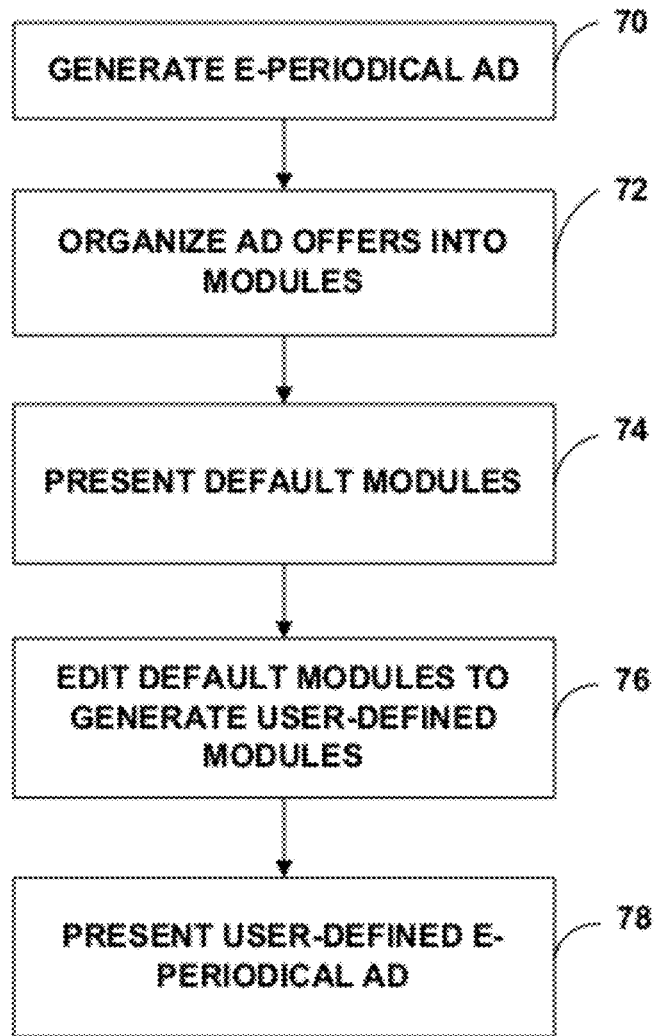 70
GENERATE E-PERIODICAL AD
72
ORGANIZE AD OFFERS INTO
MODULES
74
PRESENT DEFAULT MODULES
76
EDIT DEFAULT MODULES TO
GENERATE USER-DEFINED
MODULES
78
PRESENT USER-DEFINED E-
PERIODICAL AD